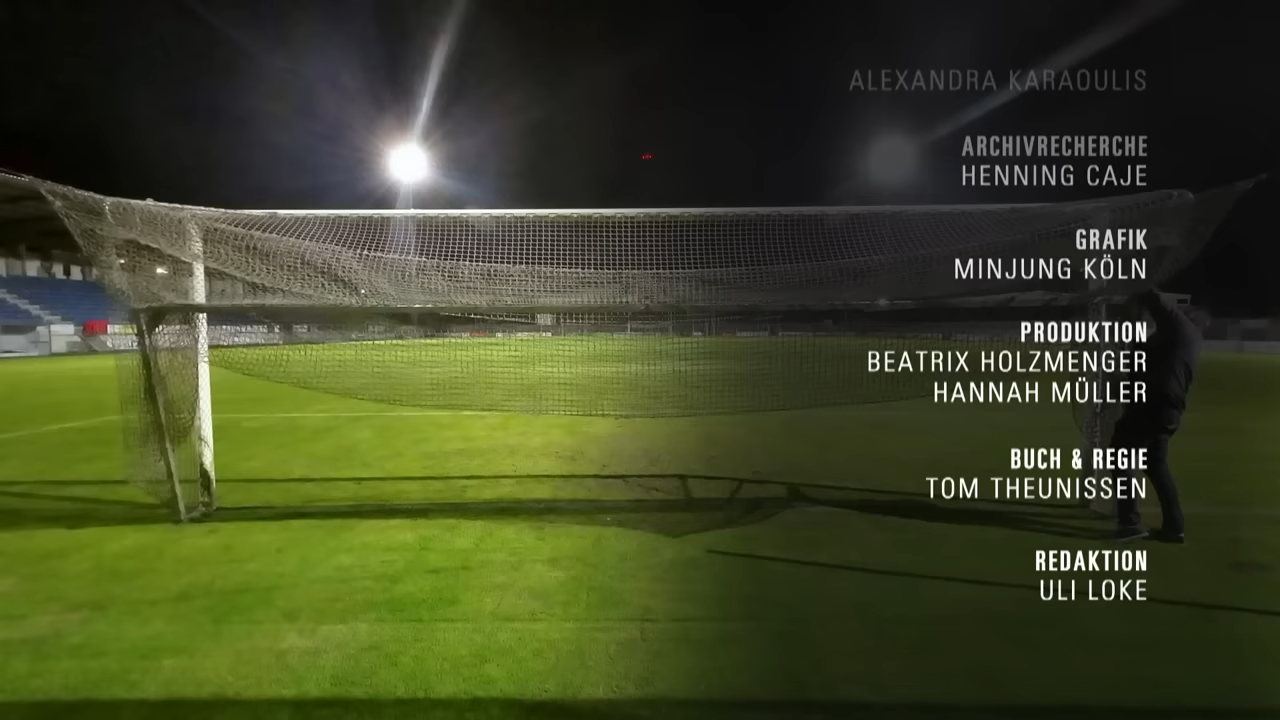 ALEXANDRA KARAOULIS
ARCHIVRECHERCHE
HENNING CAJE
GRAFIK
MINJUNG KÖLN
PRODUKTION
BEATRIX HOLZMENGER
HANNAH MÜLLER
BUCH & REGIE
TOM THEUNISSEN
REDAKTION
ULI LOKE